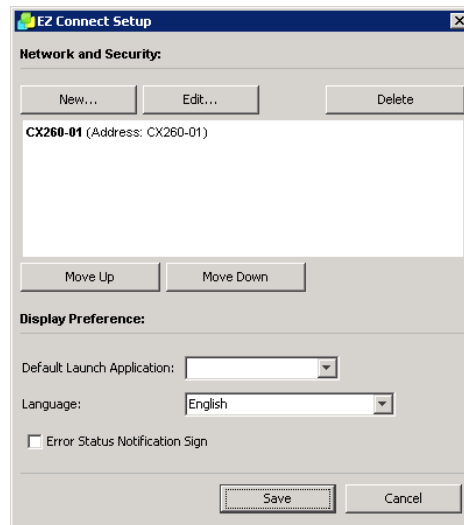 EZ Connect Setup
Network and Security:
New... Edit... Delete
CX260-01 (Address: CX260-01)
Move Up Move Down
Display Preference:
Default Launch Application:
Language: English
Error Status Notification Sign
Save Cancel